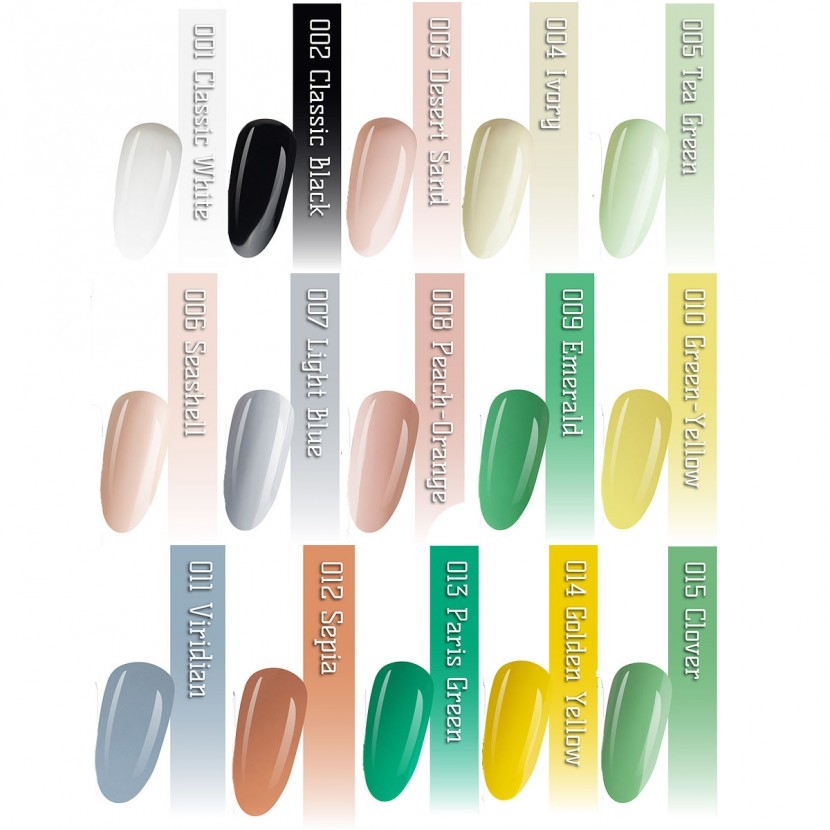 001 Classic White
002 Classic Black
003 Desert Sand
004 Ivory
005 Tea Green
006 Seashell
007 Light Blue
008 Peach-Orange
009 Emerald
010 Green-Yellow
011 Viridian
012 Sepia
013 Paris Green
014 Golden Yellow
015 Clover